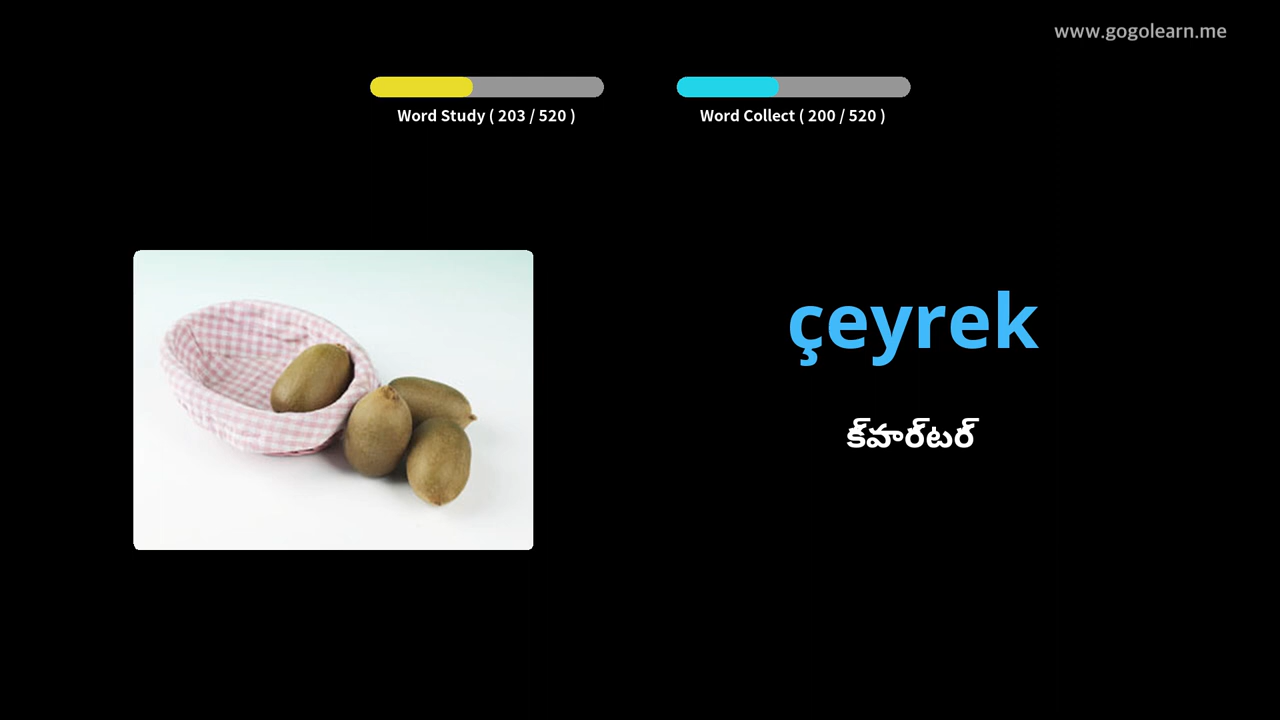 www.gogolearn.me
Word Study ( 203 / 520 )
Word Collect ( 200 / 520 )
çeyrek
క్‌వార్‌టర్